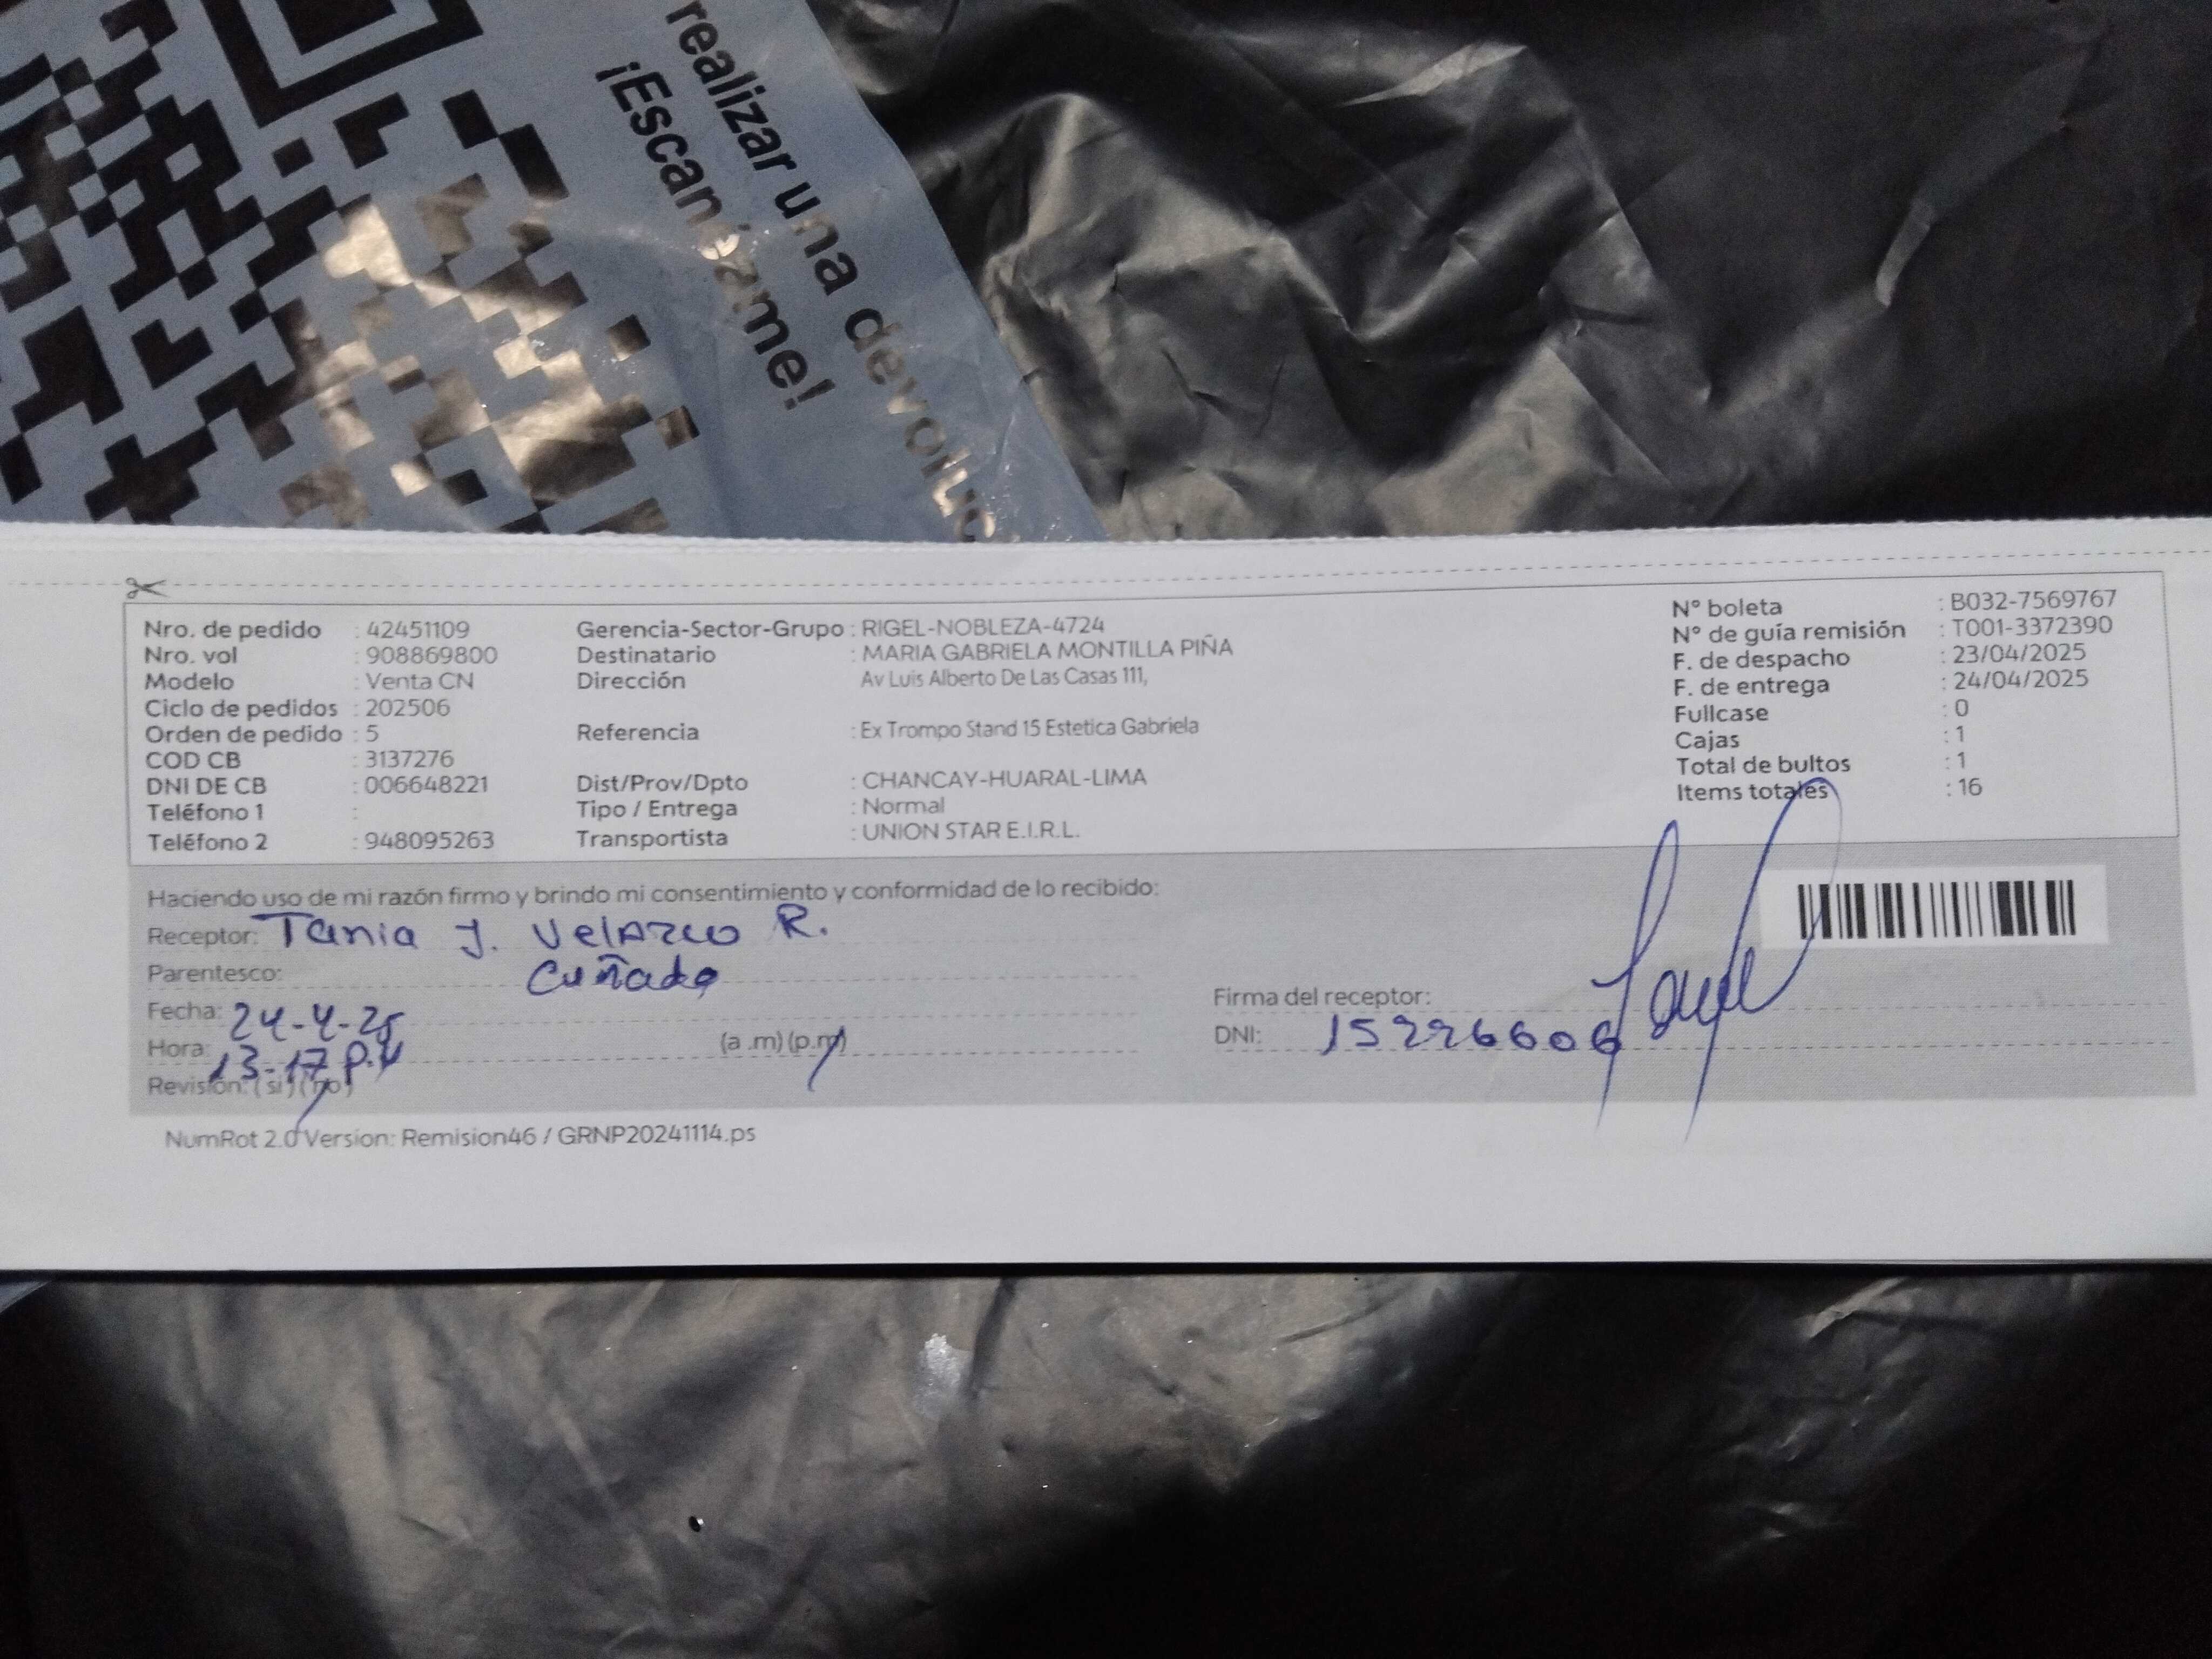 realizar una devoluc
¡Escanéame!
Nro. de pedido : 42451109
Nro. vol : 908869800
Modelo : Venta CN
Ciclo de pedidos : 202506
Orden de pedido : 5
COD CB : 3137276
DNI DE CB : 006648221
Teléfono 1 :
Teléfono 2 : 948095263
Gerencia-Sector-Grupo : RIGEL-NOBLEZA-4724
Destinatario : MARIA GABRIELA MONTILLA PIÑA
Dirección Av Luis Alberto De Las Casas 111,
Referencia : Ex Trompo Stand 15 Estetica Gabriela
Dist/Prov/Dpto : CHANCAY-HUARAL-LIMA
Tipo / Entrega : Normal
Transportista : UNION STAR E.I.R.L.
N° boleta : B032-7569767
N° de guía remisión : T001-3372390
F. de despacho : 23/04/2025
F. de entrega : 24/04/2025
Fullcase : 0
Cajas : 1
Total de bultos : 1
Items totales : 16
Haciendo uso de mi razón firmo y brindo mi consentimiento y conformidad de lo recibido:
Receptor: Tania J. Velazco R.
Parentesco: Cuñada
Fecha: 24-4-25
Hora: 13-17 P.M (a .m) (p.m)
Revisión: ( si ) ( no )
Firma del receptor:
DNI: 15226606
NumRot 2.0 Version: Remision46 / GRNP20241114.ps